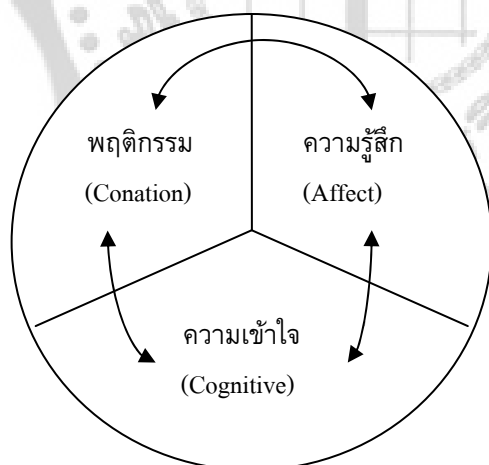 พฤติกรรม
(Conation)
ความรู้สึก
(Affect)
ความเข้าใจ
(Cognitive)